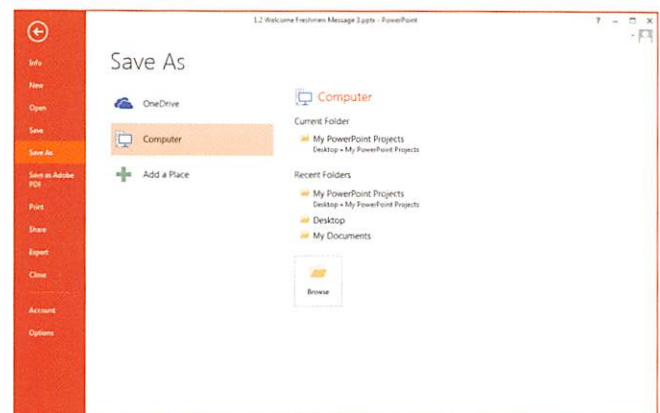 1.2 Welcome Freshmen Message 3.pptx - PowerPoint
?
Info
New
Open
Save
Save As
Save as Adobe
PDF
Print
Share
Export
Close
Account
Options
Save As
OneDrive
Computer
Add a Place
Computer
Current Folder
My PowerPoint Projects
Desktop » My PowerPoint Projects
Recent Folders
My PowerPoint Projects
Desktop » My PowerPoint Projects
Desktop
My Documents
Browse